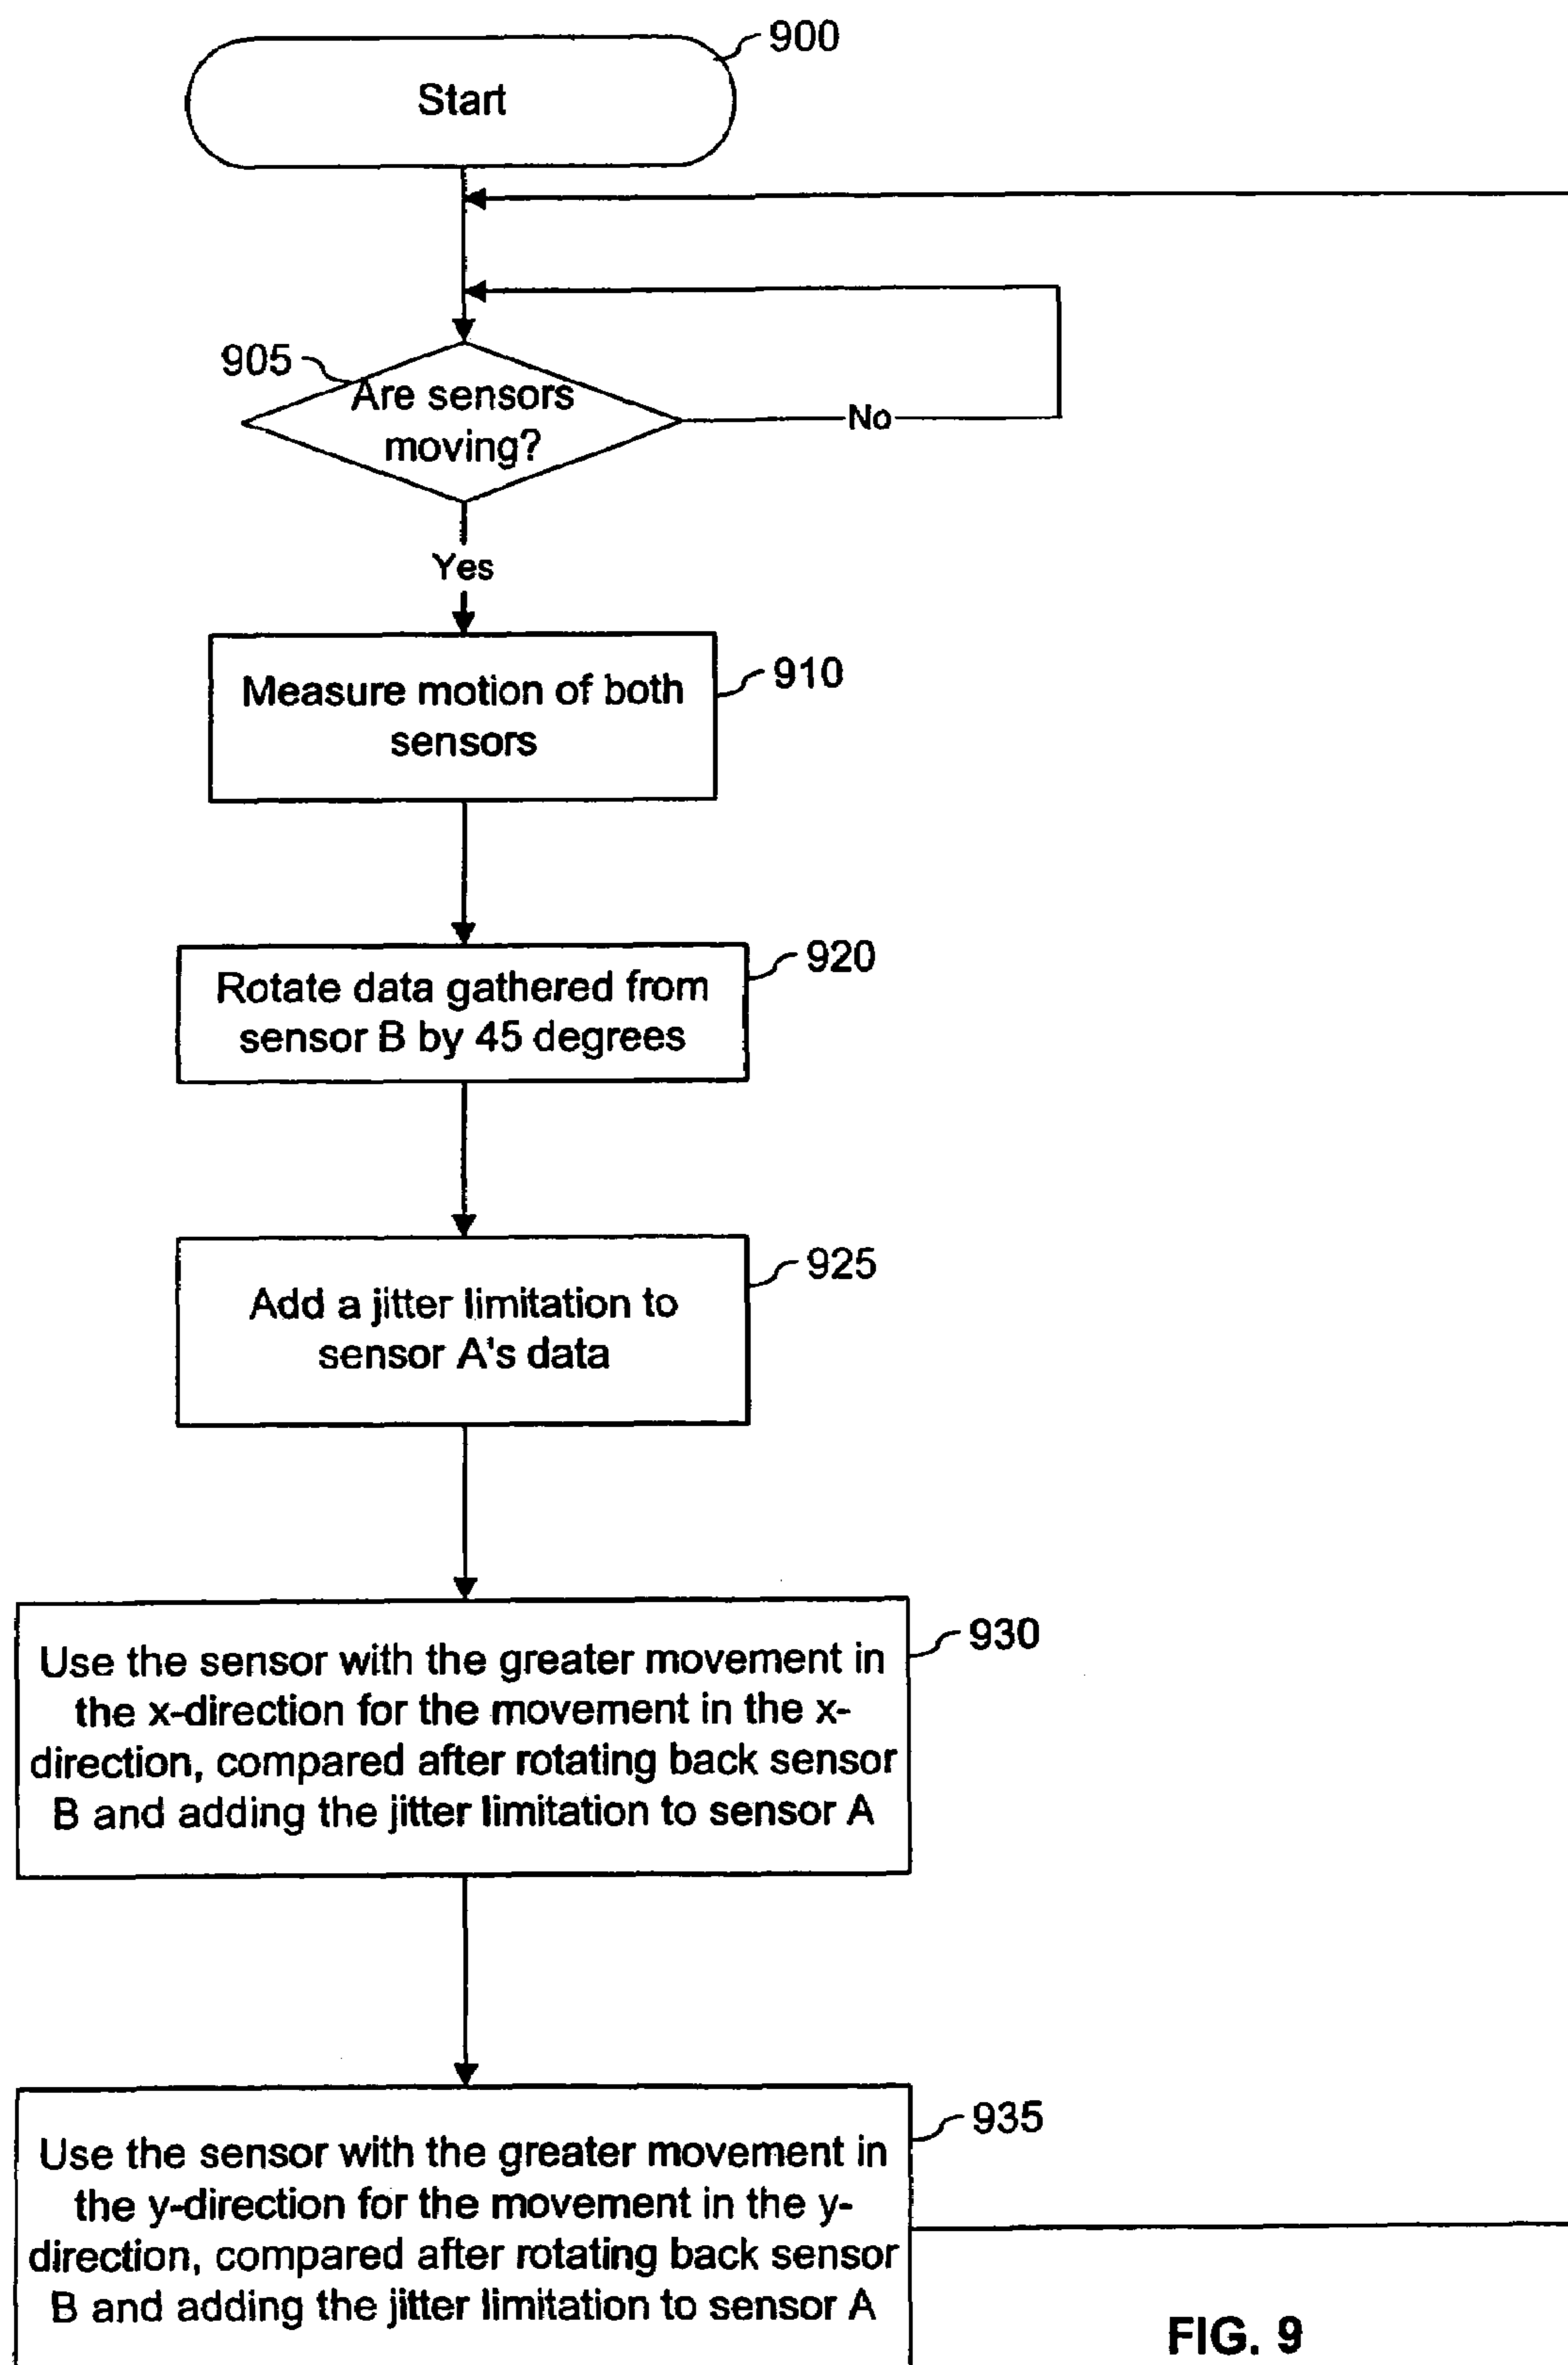 900
Start
905
Are sensors
moving?
No
Yes
Measure motion of both
sensors
910
Rotate data gathered from
sensor B by 45 degrees
920
Add a jitter limitation to
sensor A's data
925
Use the sensor with the greater movement in
the x-direction for the movement in the x-
direction, compared after rotating back sensor
B and adding the jitter limitation to sensor A
930
Use the sensor with the greater movement in
the y-direction for the movement in the y-
direction, compared after rotating back sensor
B and adding the jitter limitation to sensor A
935
FIG. 9